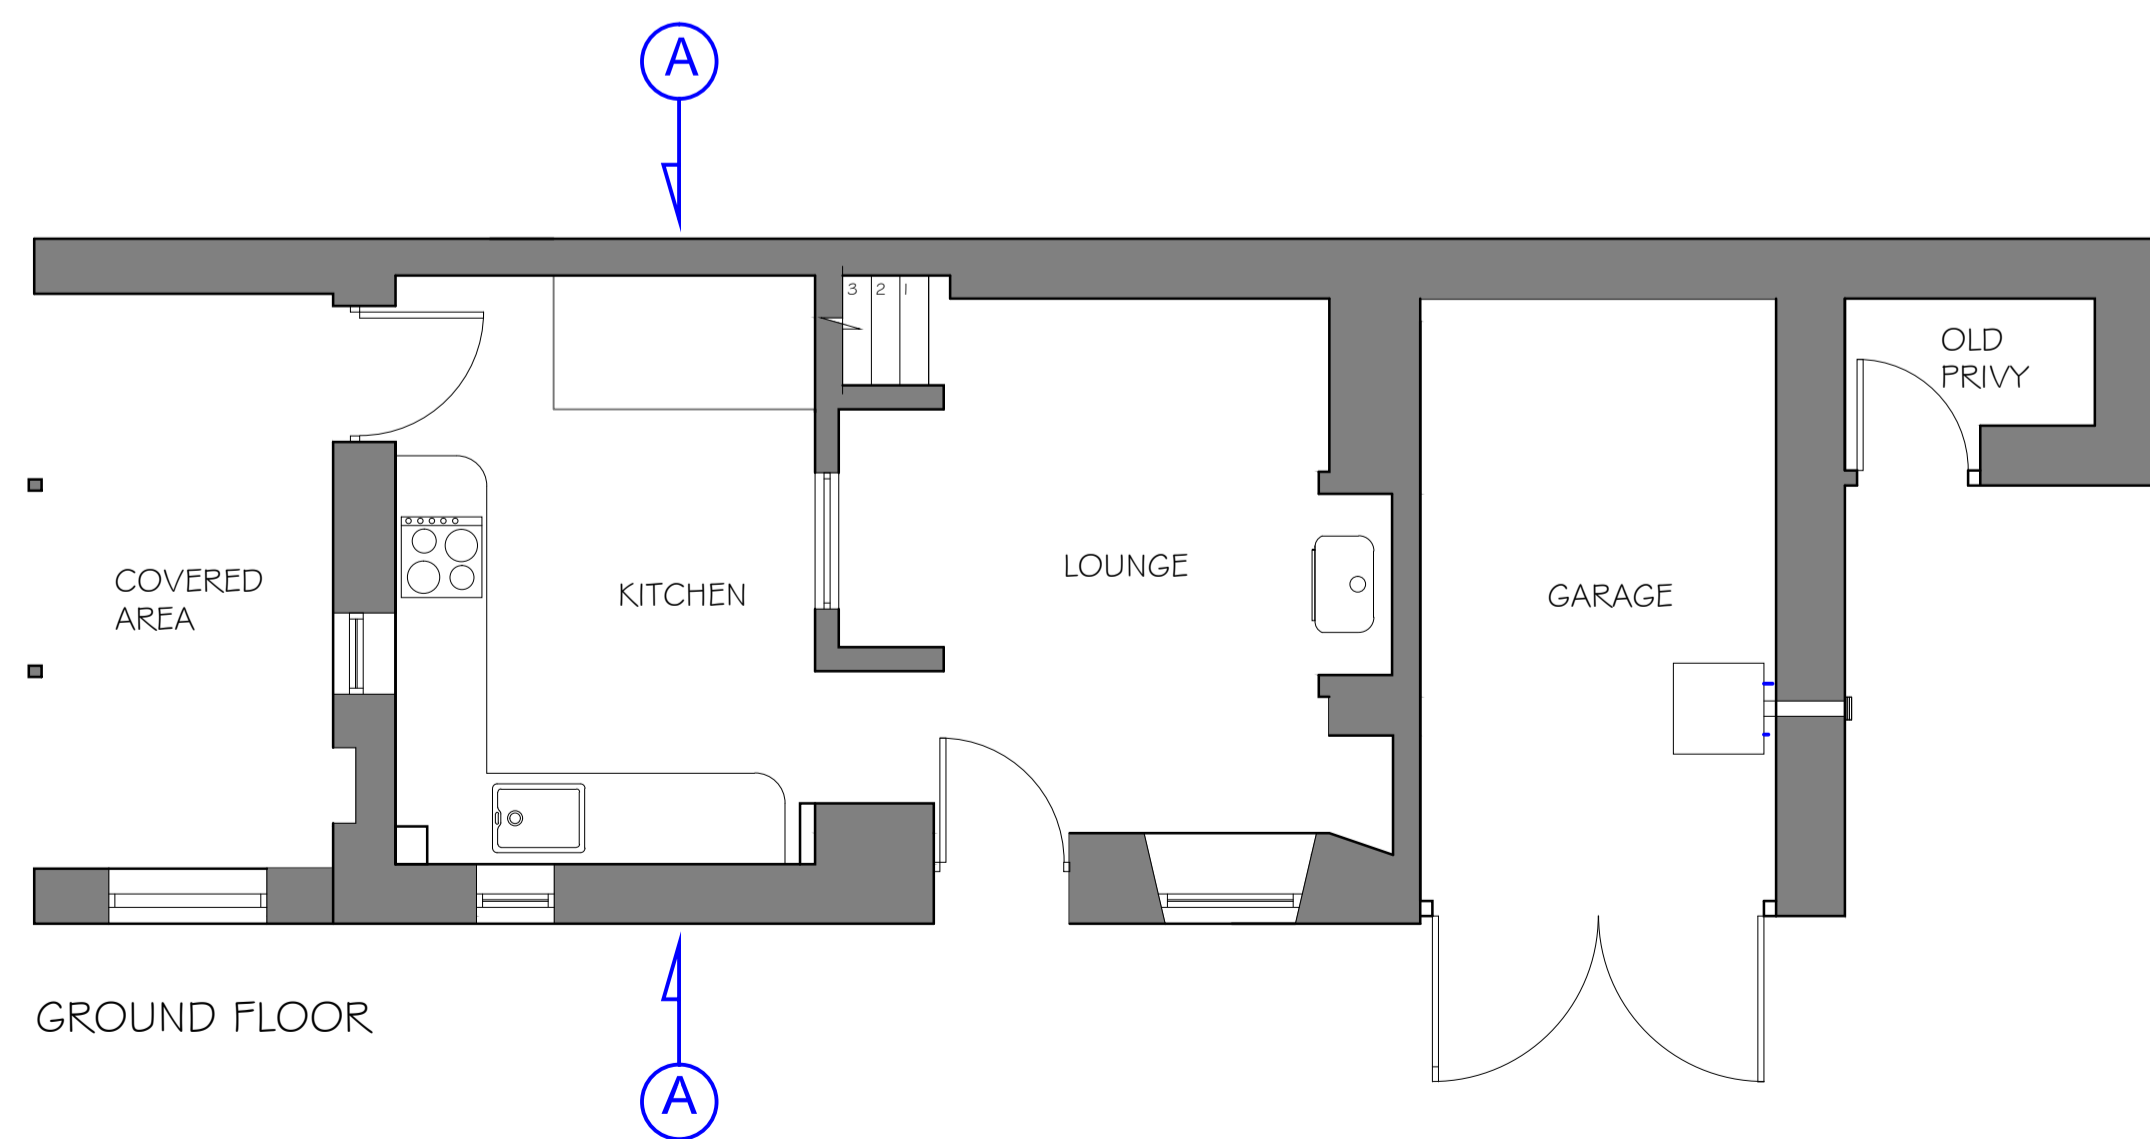 A
3 2 1
OLD
PRIVY
COVERED
AREA
KITCHEN
LOUNGE
GARAGE
GROUND FLOOR
A